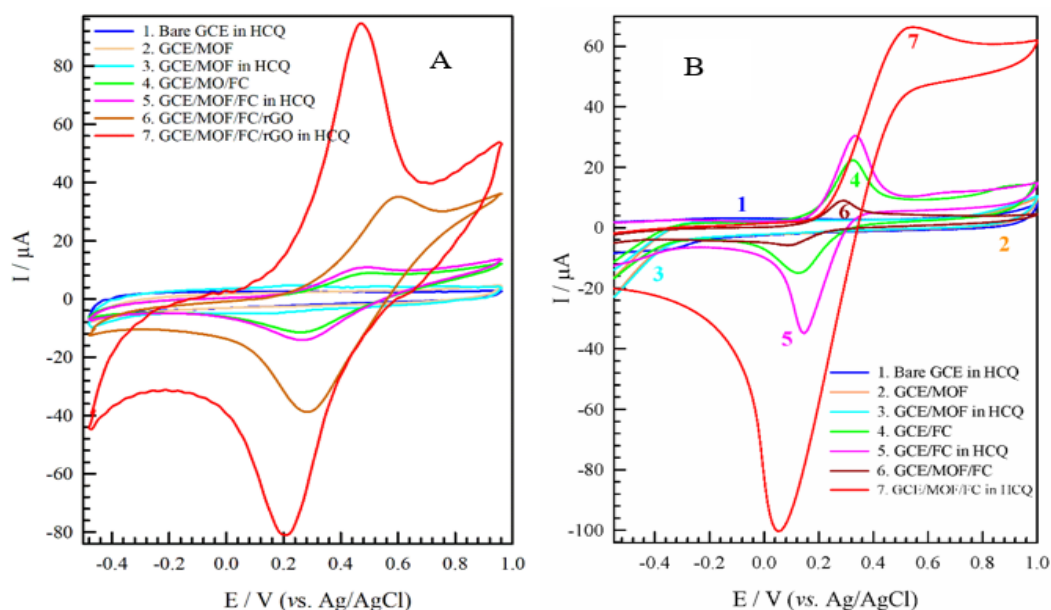 A
1. Bare GCE in HCQ
2. GCE/MOF
3. GCE/MOF in HCQ
4. GCE/MO/FC
5. GCE/MOF/FC in HCQ
6. GCE/MOF/FC/rGO
7. GCE/MOF/FC/rGO in HCQ
I / µA
80
60
40
20
0
-20
-40
-60
-80
-0.4
-0.2
0.0
0.2
0.4
0.6
0.8
1.0
E / V (vs. Ag/AgCl)
B
I / µA
60
40
20
0
-20
-40
-60
-80
-100
7
4
1
6
2
3
5
1. Bare GCE in HCQ
2. GCE/MOF
3. GCE/MOF in HCQ
4. GCE/FC
5. GCE/FC in HCQ
6. GCE/MOF/FC
7. GCE/MOF/FC in HCQ
-0.4
-0.2
0.0
0.2
0.4
0.6
0.8
1.0
E / V (vs. Ag/AgCl)